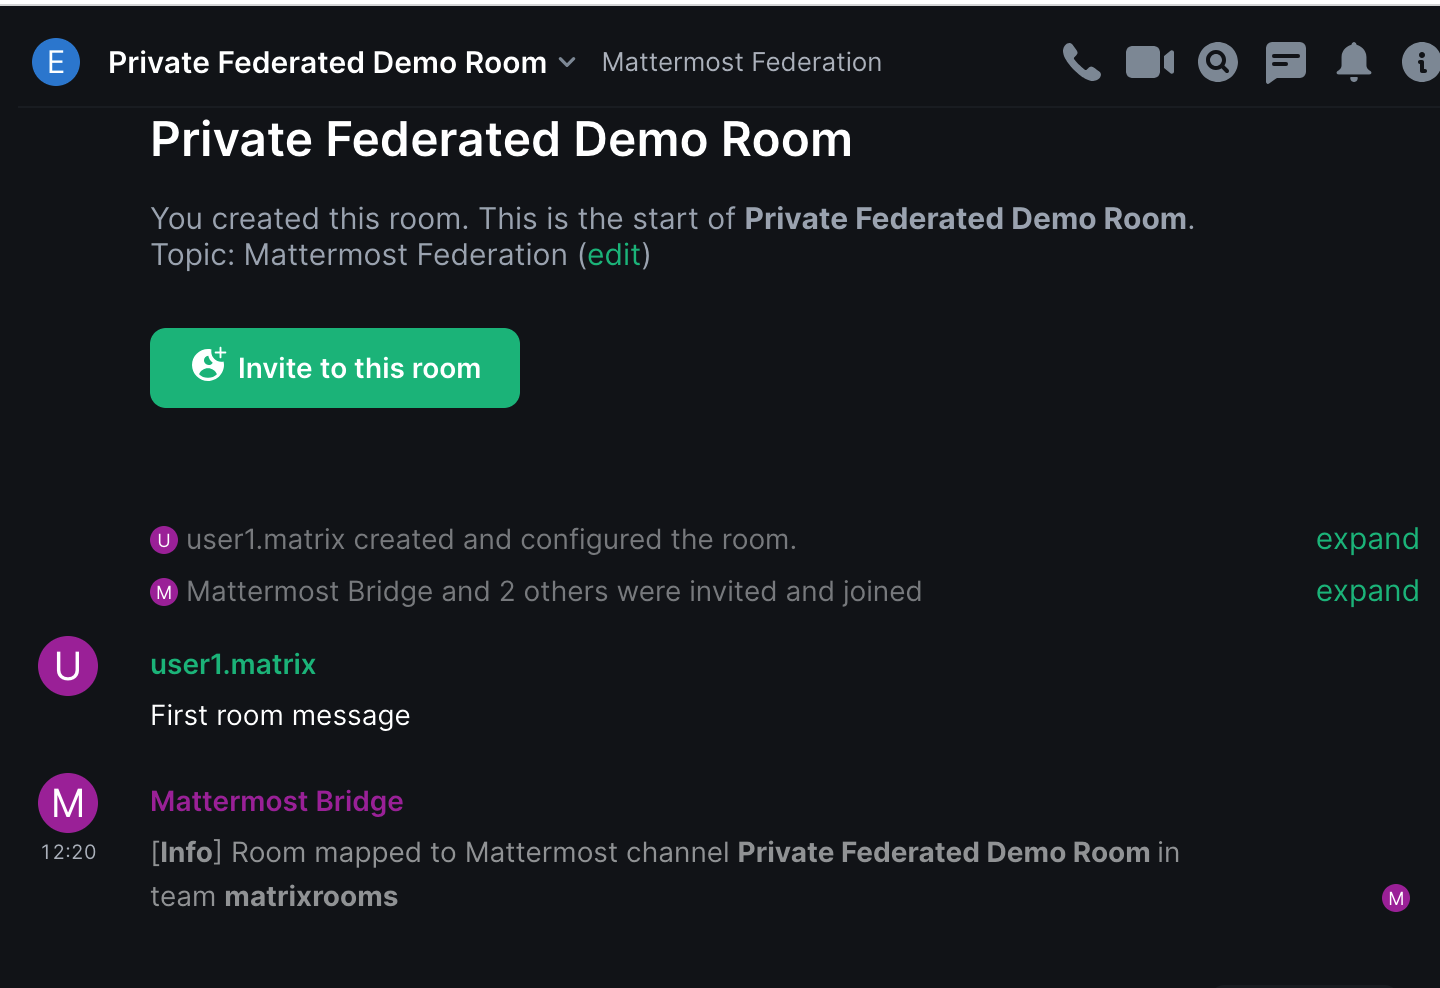 E Private Federated Demo Room Mattermost Federation
Private Federated Demo Room
You created this room. This is the start of Private Federated Demo Room.
Topic: Mattermost Federation (edit)
Invite to this room
U user1.matrix created and configured the room. expand
M Mattermost Bridge and 2 others were invited and joined expand
U user1.matrix
First room message
M Mattermost Bridge
12:20 [Info] Room mapped to Mattermost channel Private Federated Demo Room in
team matrixrooms M